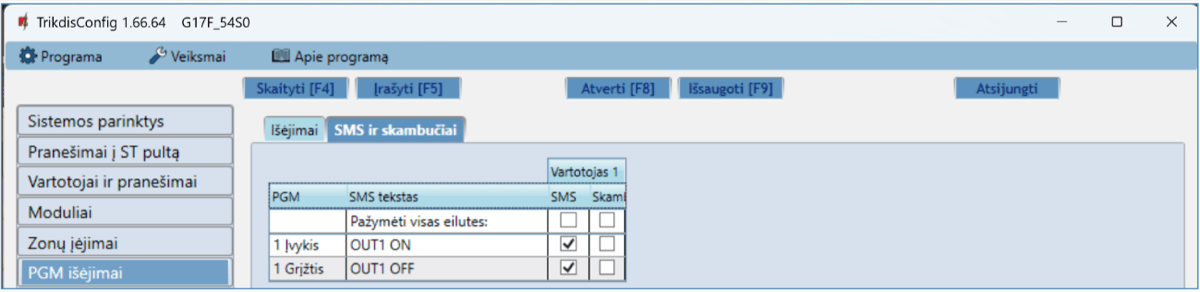 TrikdisConfig 1.66.64 G17F_54S0
Programa Veiksmai Apie programą
Skaityti [F4] Įrašyti [F5] Atverti [F8] Išsaugoti [F9] Atsijungti
Sistemos parinktys
Pranešimai į ST pultą
Vartotojai ir pranešimai
Moduliai
Zonų įėjimai
PGM išėjimai
Išėjimai SMS ir skambučiai
Vartotojas 1
PGM SMS tekstas SMS Skaml
Pažymėti visas eilutes:
1 Įvykis OUT1 ON
1 Grįžtis OUT1 OFF